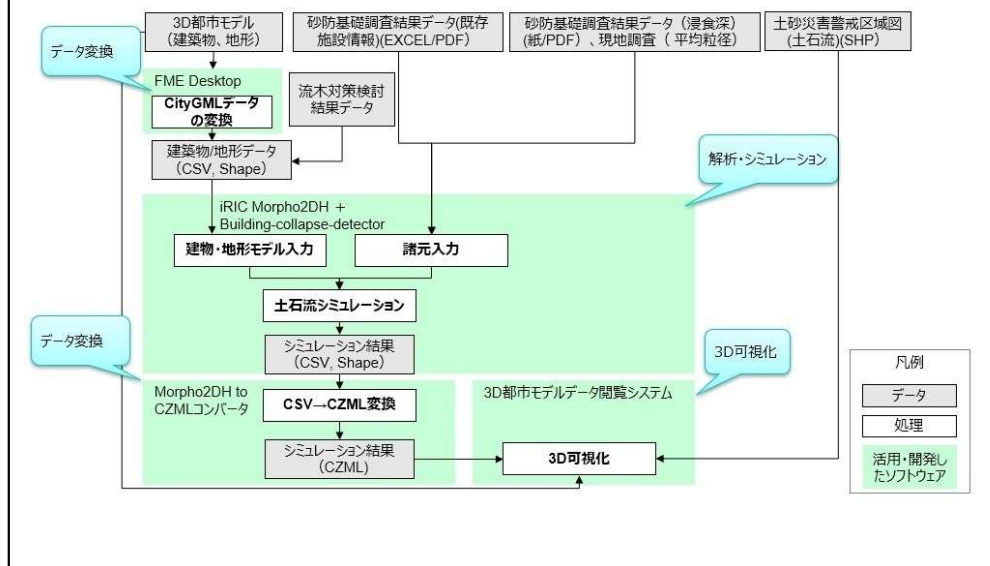 3D都市モデル
（建築物、地形）
砂防基礎調査結果データ(既存
施設情報)(EXCEL/PDF)
砂防基礎調査結果データ（浸食深）
(紙/PDF）、現地調査（ 平均粒径）
土砂災害警戒区域図
(土石流)(SHP）
データ変換
FME Desktop
CityGMLデータ
の変換
流木対策検討
結果データ
建築物/地形データ
（CSV, Shape）
解析・シミュレーション
iRIC Morpho2DH ＋
Building-collapse-detector
建物・地形モデル入力
諸元入力
土石流シミュレーション
シミュレーション結果
（CSV, Shape）
データ変換
3D可視化
Morpho2DH to
CZMLコンバータ
CSV→CZML変換
シミュレーション結果
（CZML)
3D都市モデルデータ閲覧システム
3D可視化
凡例
データ
処理
活用・開発し
たソフトウェア